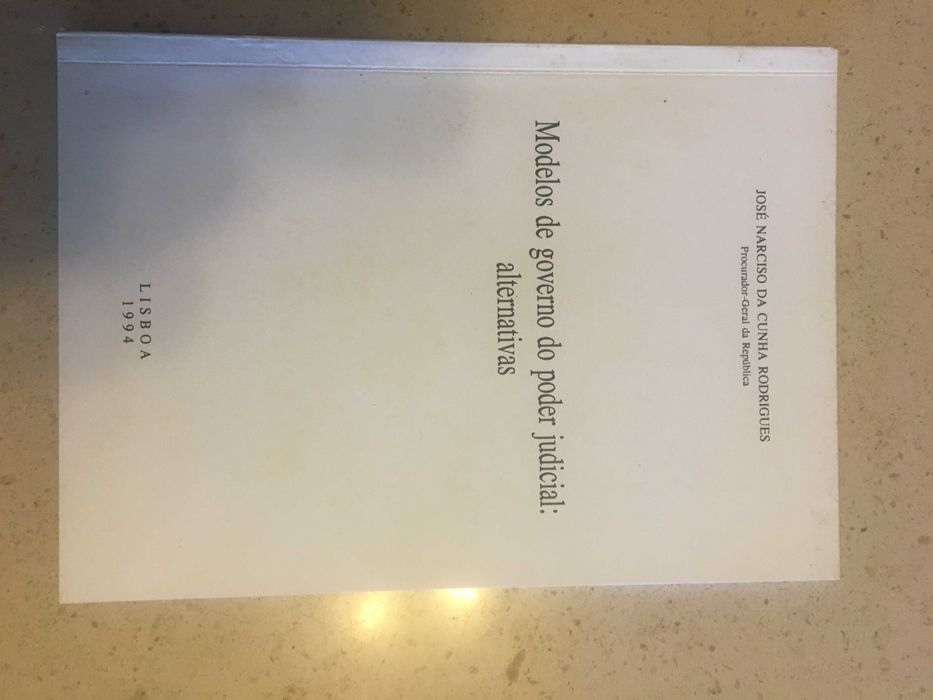 JOSÉ NARCISO DA CUNHA RODRIGUES
Procurador-Geral da República
Modelos de governo do poder judicial:
alternativas
LISBOA
1994